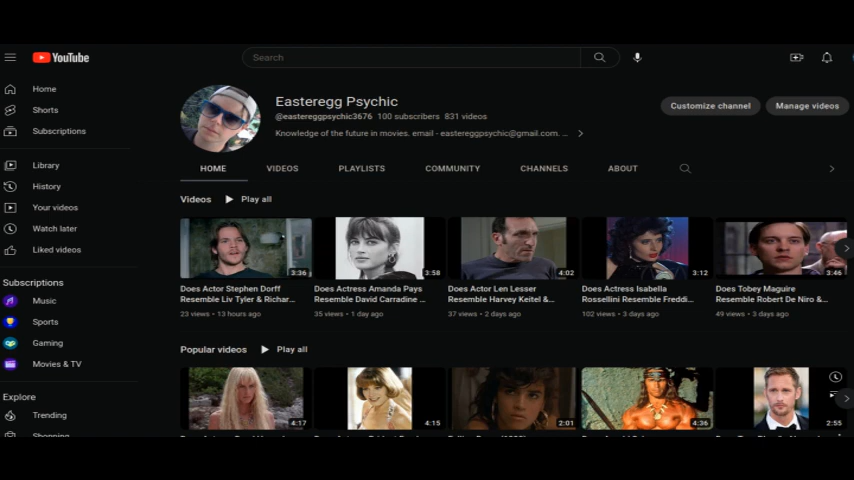 YouTube
Search
Home
Shorts
Subscriptions
Library
History
Your videos
Watch later
Liked videos
Subscriptions
Music
Sports
Gaming
Movies & TV
Explore
Trending
Shopping
Easteregg Psychic
@eastereggpsychic3676 100 subscribers 831 videos
Knowledge of the future in movies. email - eastereggpsychic@gmail.com. ...
Customize channel
Manage videos
HOME VIDEOS PLAYLISTS COMMUNITY CHANNELS ABOUT
Videos Play all
3:36
3:58
4:02
3:12
3:46
Does Actor Stephen Dorff
Resemble Liv Tyler & Richar...
23 views • 13 hours ago
Does Actress Amanda Pays
Resemble David Carradine ...
35 views • 1 day ago
Does Actor Len Lesser
Resemble Harvey Keitel &...
37 views • 2 days ago
Does Actress Isabella
Rossellini Resemble Freddi...
102 views • 3 days ago
Does Tobey Maguire
Resemble Robert De Niro &...
49 views • 3 days ago
Popular videos Play all
4:17
4:15
2:01
4:36
2:55